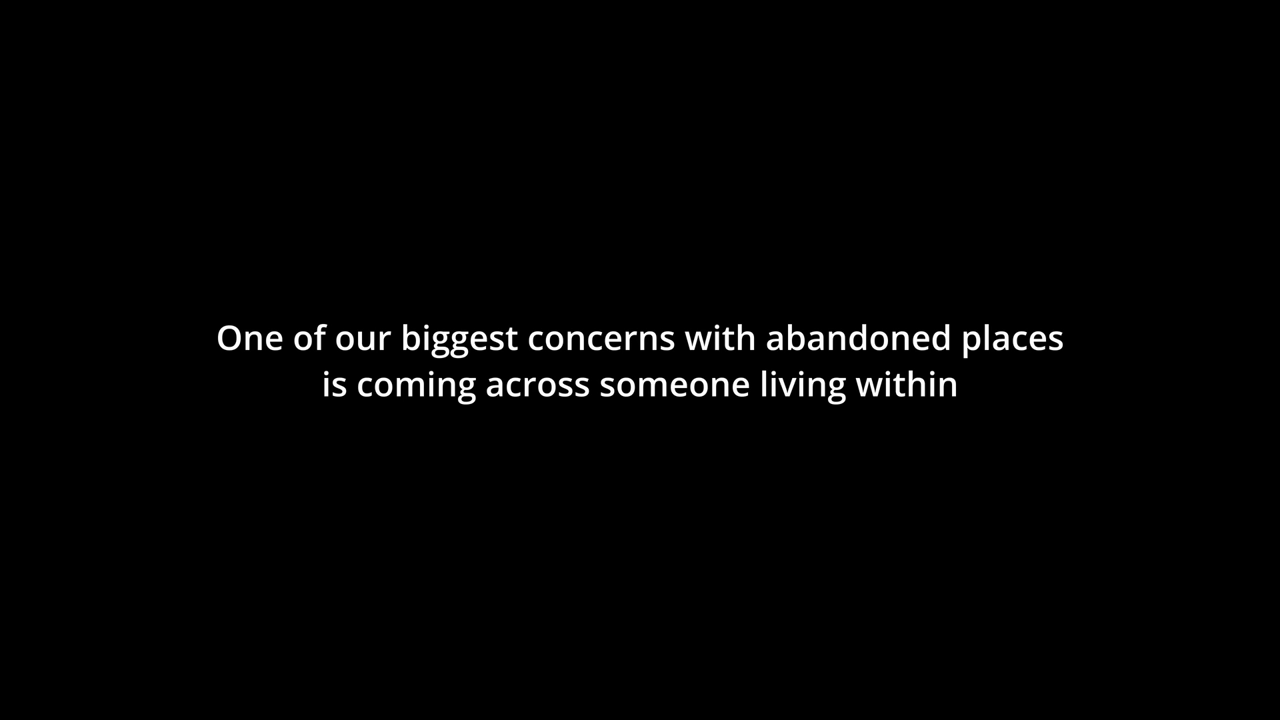 One of our biggest concerns with abandoned places
is coming across someone living within